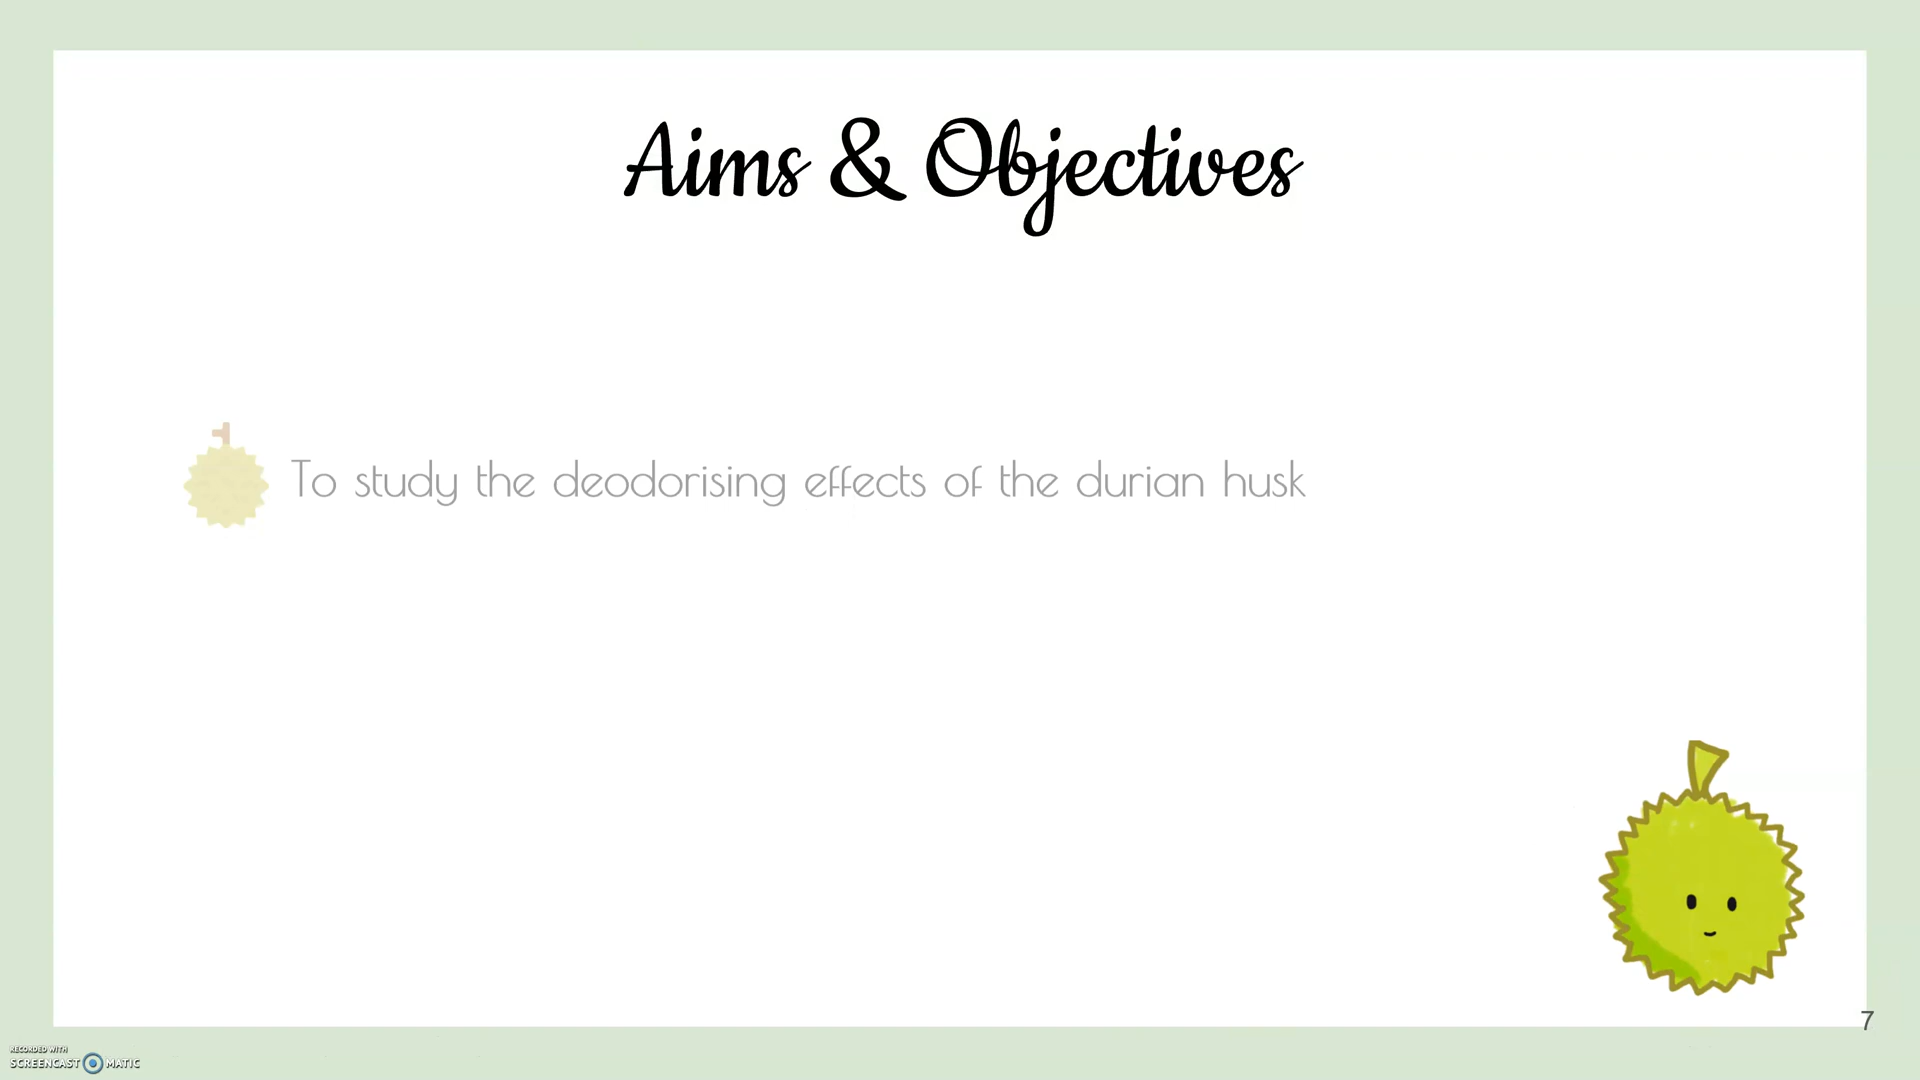 Aims & Objectives
To study the deodorising effects of the durian husk
7
RECORDED WITH
SCREENCAST MATIC